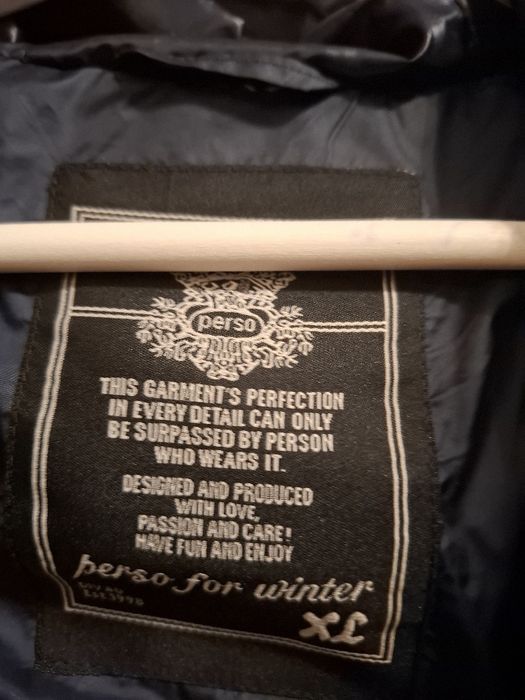 perso
THIS GARMENT'S PERFECTION
IN EVERY DETAIL CAN ONLY
BE SURPASSED BY PERSON
WHO WEARS IT.
DESIGNED AND PRODUCED
WITH LOVE,
PASSION AND CARE!
HAVE FUN AND ENJOY
perso for winter
XL